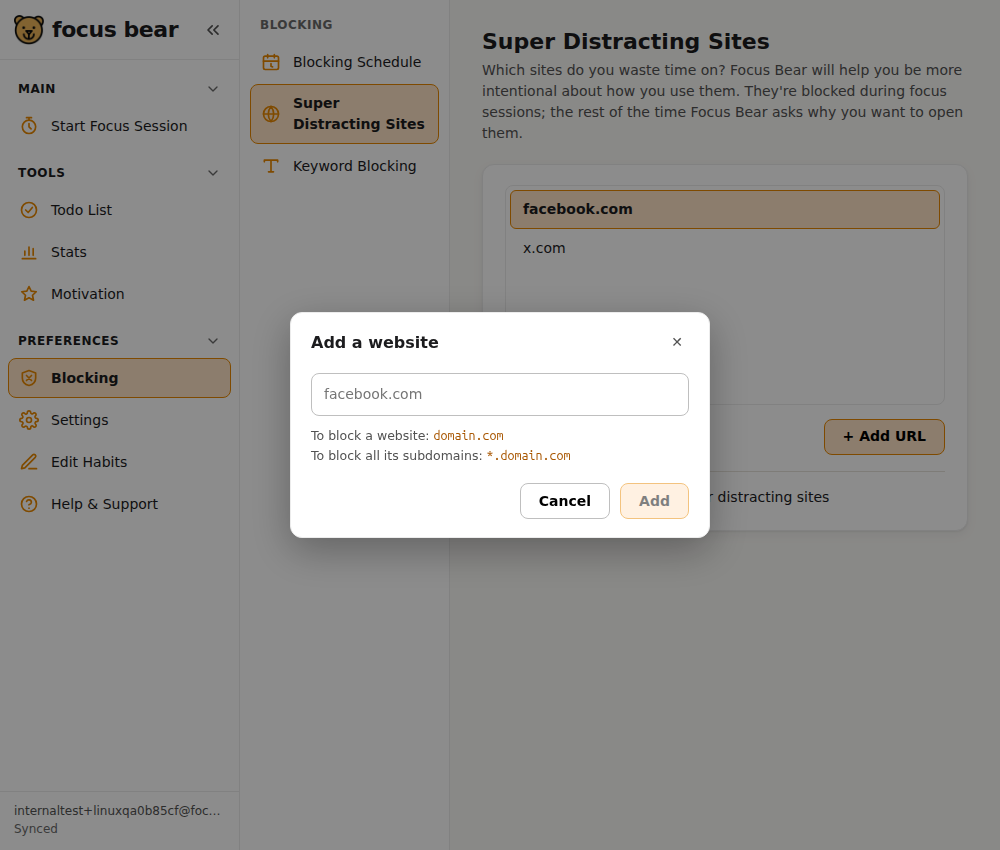 focus bear
MAIN
Start Focus Session
TOOLS
Todo List
Stats
Motivation
PREFERENCES
Blocking
Settings
Edit Habits
Help & Support
internaltest+linuxqa0b85cf@foc...
Synced
BLOCKING
Blocking Schedule
Super
Distracting Sites
Keyword Blocking
Super Distracting Sites
Which sites do you waste time on? Focus Bear will help you be more
intentional about how you use them. They're blocked during focus
sessions; the rest of the time Focus Bear asks why you want to open
them.
facebook.com
x.com
+ Add URL
distracting sites
Add a website
facebook.com
To block a website: domain.com
To block all its subdomains: *.domain.com
Cancel
Add